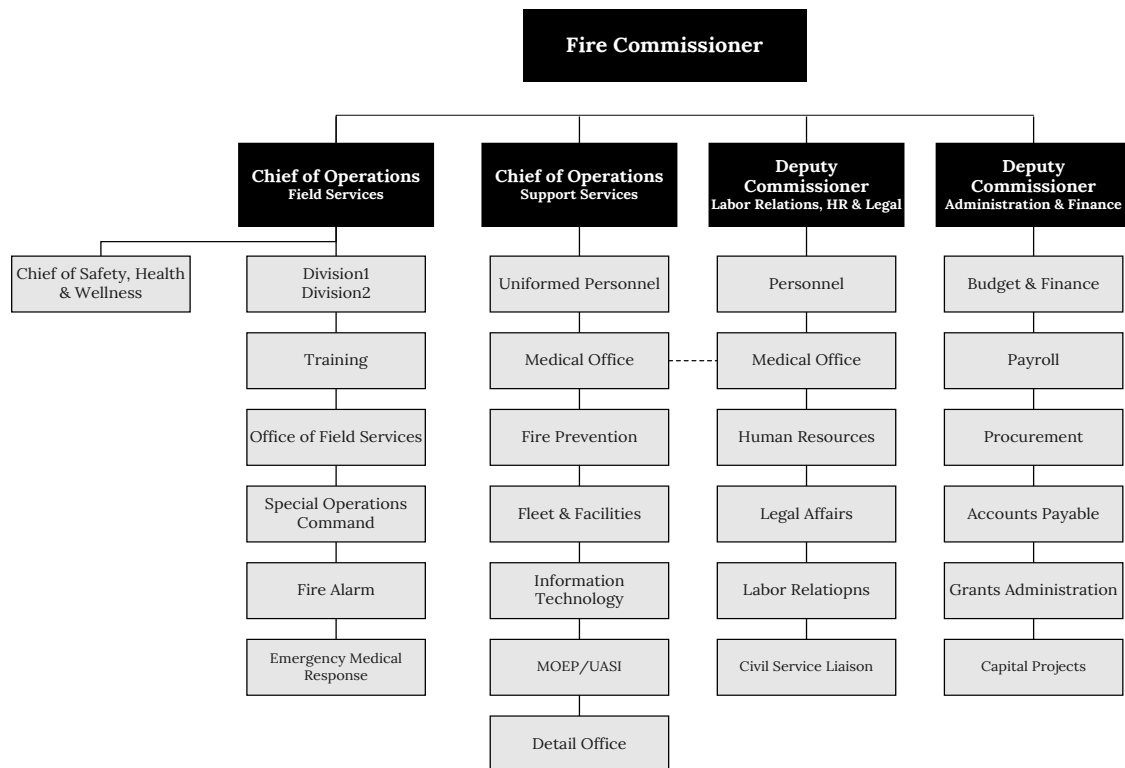 Fire Commissioner
Chief of Operations
Field Services
Chief of Operations
Support Services
Deputy
Commissioner
Labor Relations, HR & Legal
Deputy
Commissioner
Administration & Finance
Chief of Safety, Health
& Wellness
Division1
Division2
Uniformed Personnel
Personnel
Budget & Finance
Training
Medical Office
Medical Office
Payroll
Office of Field Services
Fire Prevention
Human Resources
Procurement
Special Operations
Command
Fleet & Facilities
Legal Affairs
Accounts Payable
Fire Alarm
Information
Technology
Labor Relatiopns
Grants Administration
Emergency Medical
Response
MOEP/UASI
Civil Service Liaison
Capital Projects
Detail Office